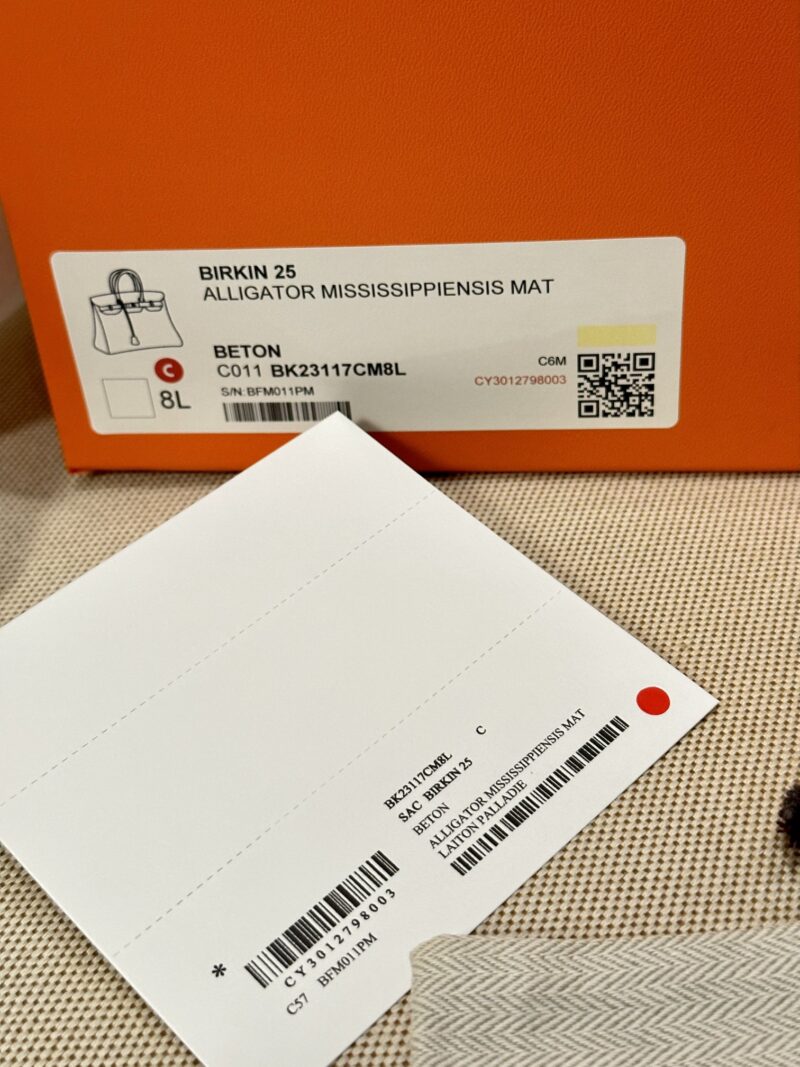 BIRKIN 25
ALLIGATOR MISSISSIPPIENSIS MAT
BETON
C011 BK23117CM8L
C
8L
S/N:BFM011PM
C6M
CY3012798003
BK23117CM8L C
SAC BIRKIN 25
BETON
ALLIGATOR MISSISSIPPIENSIS MAT
LAITON PALLADIE
* CY3012798003
C57 BFM011PM